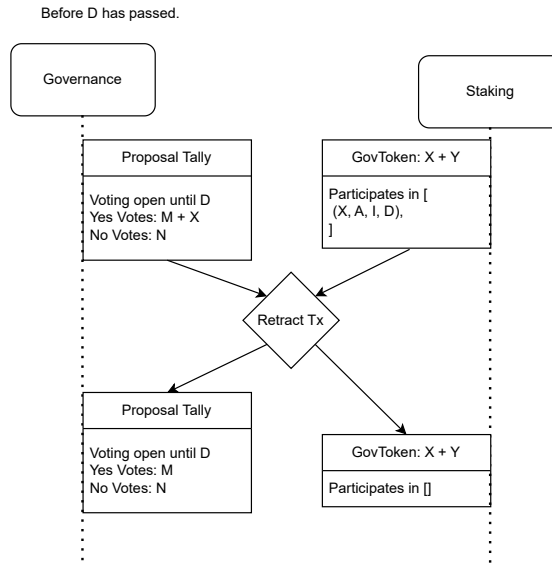 Before D has passed.
Governance
Staking
Proposal Tally
Voting open until D
Yes Votes: M + X
No Votes: N
GovToken: X + Y
Participates in [
(X, A, I, D),
]
Retract Tx
Proposal Tally
Voting open until D
Yes Votes: M
No Votes: N
GovToken: X + Y
Participates in []